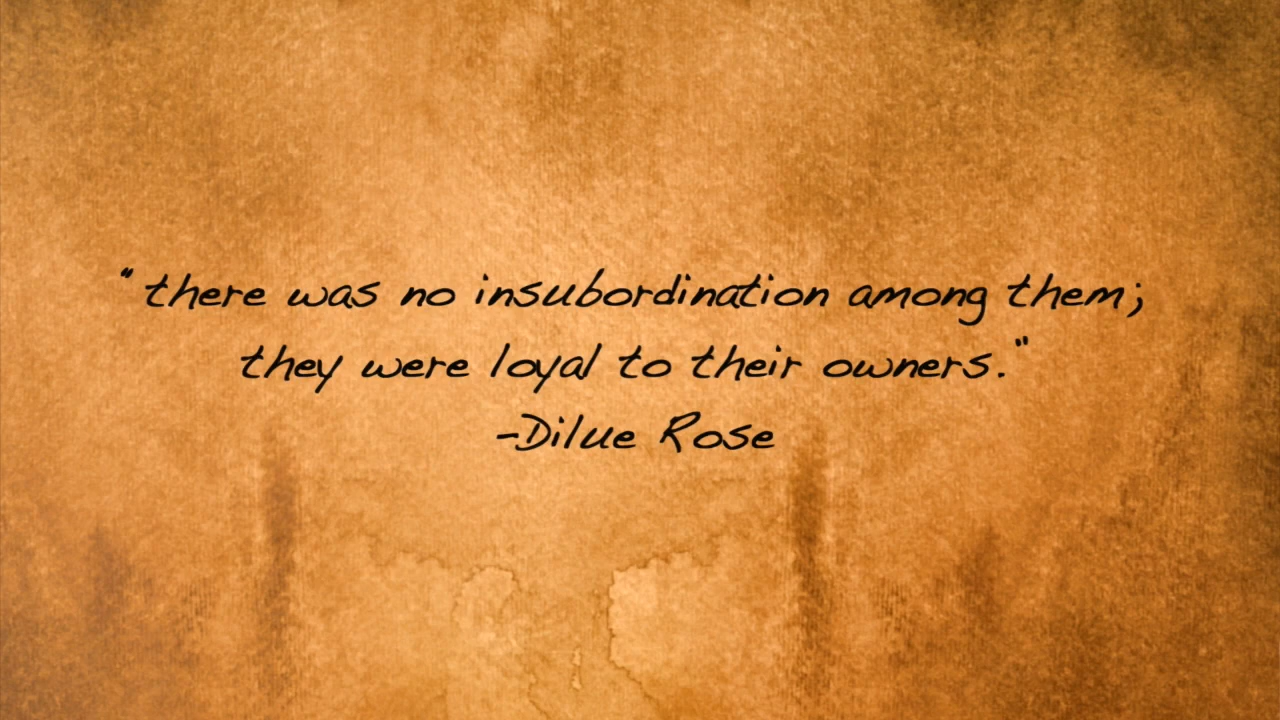 "there was no insubordination among them;
they were loyal to their owners."
-Dilue Rose